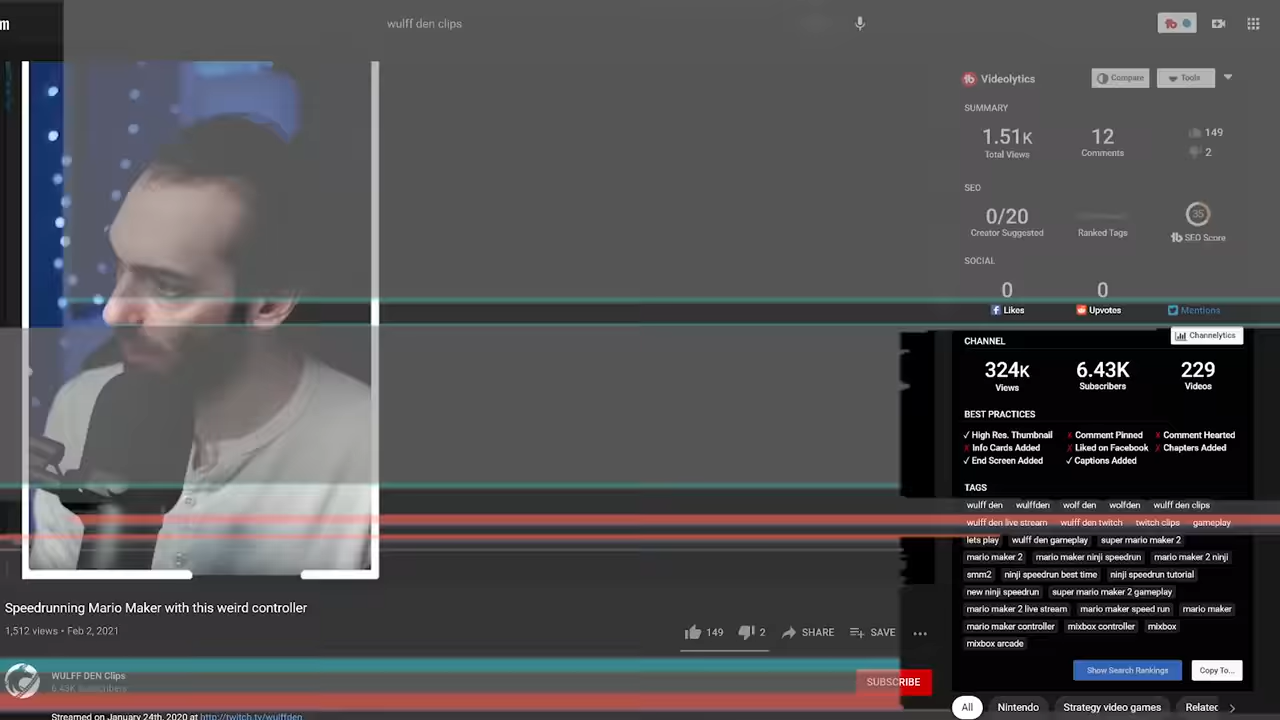 m
wulff den clips
tb
tb Videolytics
Compare
Tools
SUMMARY
1.51K
Total Views
12
Comments
149
2
SEO
0/20
Creator Suggested
Ranked Tags
35
tb SEO Score
SOCIAL
0
Likes
0
Upvotes
Mentions
CHANNEL
Channelytics
324K
Views
6.43K
Subscribers
229
Videos
BEST PRACTICES
✓ High Res. Thumbnail
✗ Comment Pinned
✗ Comment Hearted
✗ Info Cards Added
✗ Liked on Facebook
✗ Chapters Added
✓ End Screen Added
✓ Captions Added
TAGS
wulff den wulffden wolf den wolfden wulff den clips
wulff den live stream wulff den twitch twitch clips gameplay
lets play wulff den gameplay super mario maker 2
mario maker 2 mario maker ninji speedrun mario maker 2 ninji
smm2 ninji speedrun best time ninji speedrun tutorial
new ninji speedrun super mario maker 2 gameplay
mario maker 2 live stream mario maker speed run mario maker
mario maker controller mixbox controller mixbox
mixbox arcade
Show Search Rankings
Copy To...
All Nintendo Strategy video games Relatec
Speedrunning Mario Maker with this weird controller
1,512 views • Feb 2, 2021
149
2
SHARE
SAVE
WULFF DEN Clips
6.43K subscribers
SUBSCRIBE
Streamed on January 24th, 2020 at http://twitch.tv/wulffden